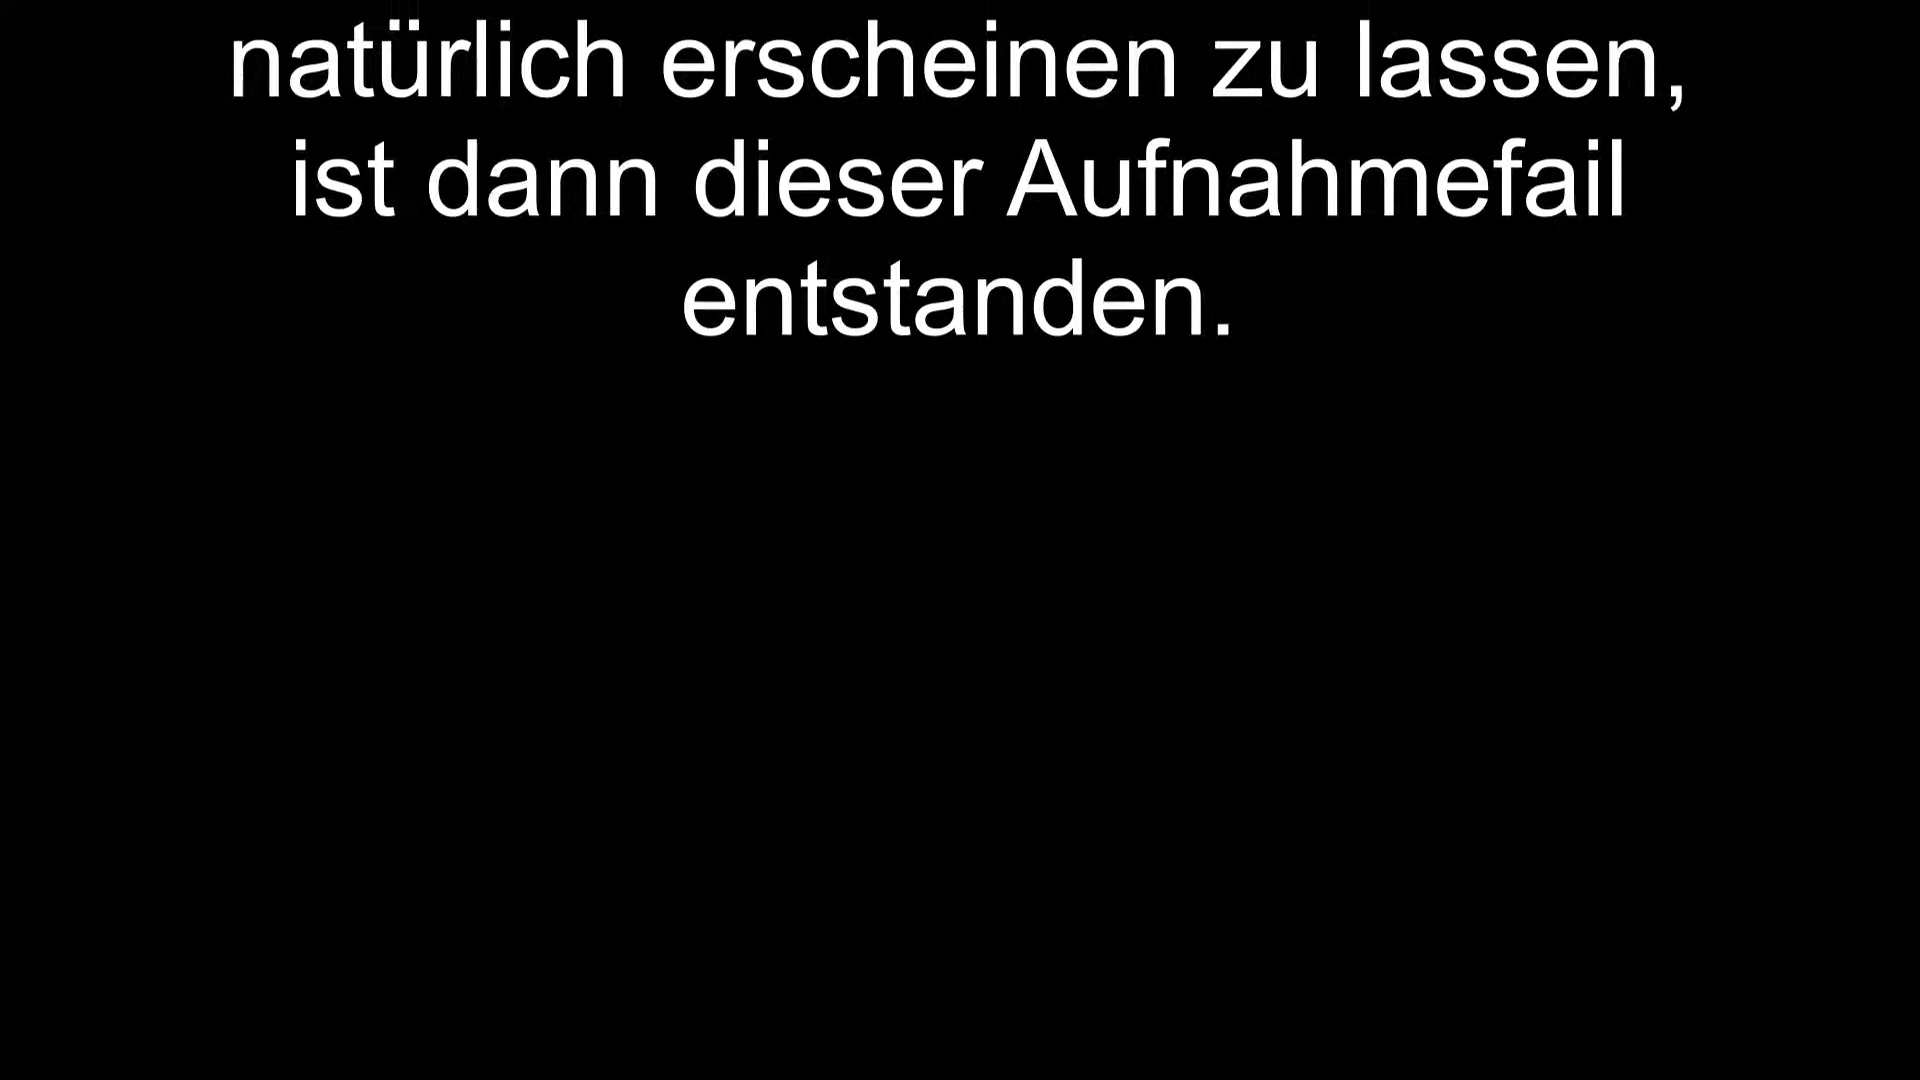 natürlich erscheinen zu lassen,
ist dann dieser Aufnahmefail
entstanden.